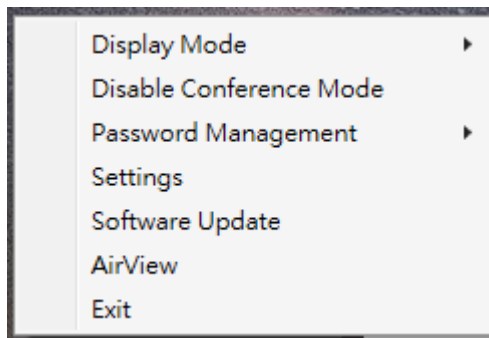 Display Mode
Disable Conference Mode
Password Management
Settings
Software Update
AirView
Exit